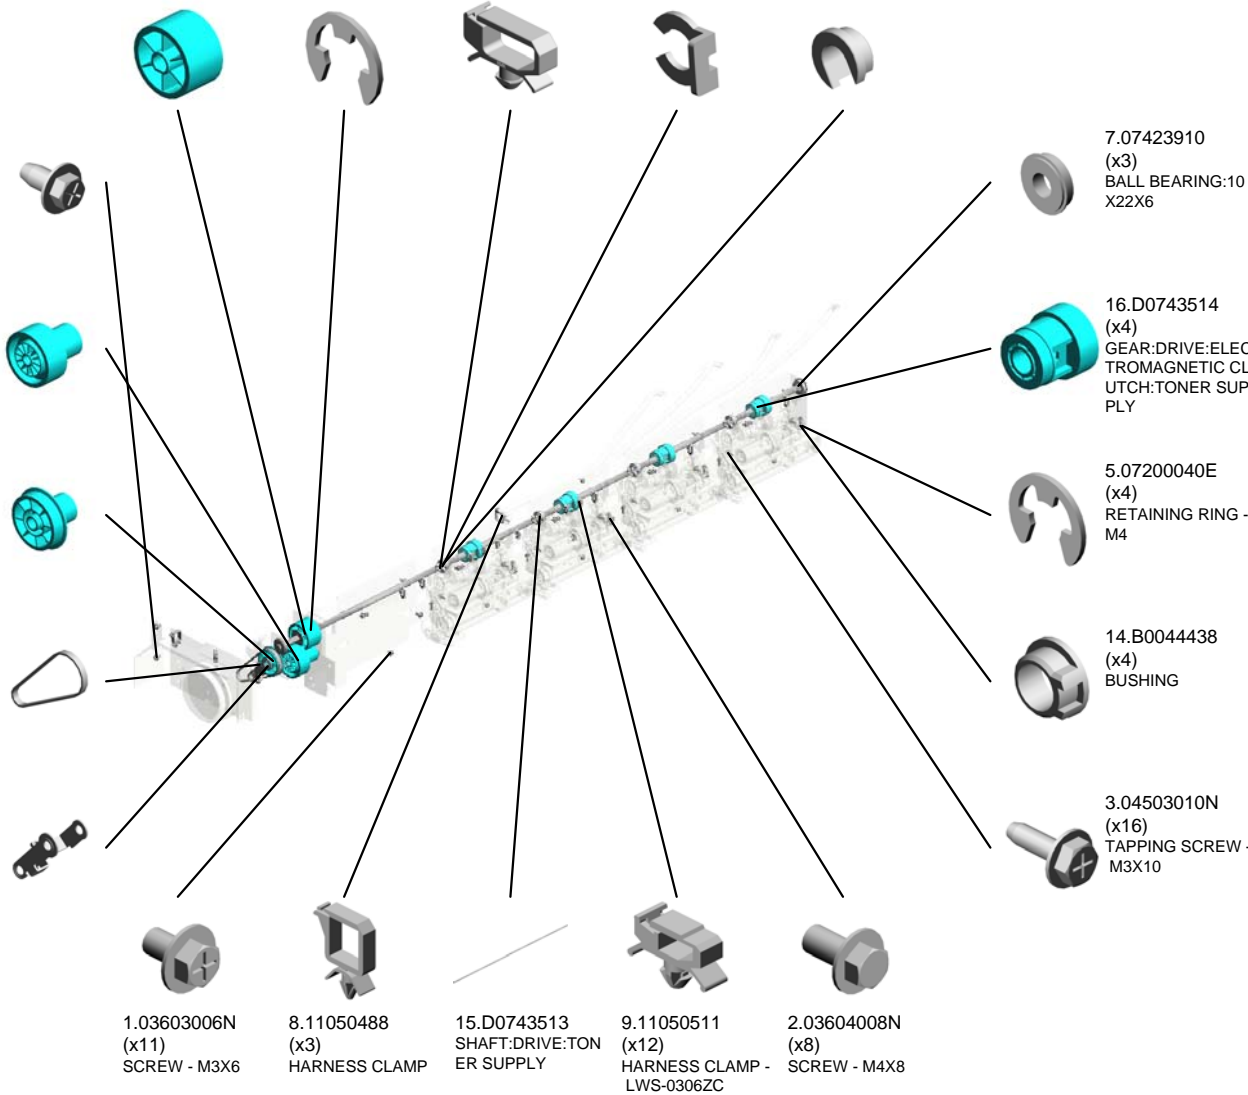 7.07423910
(x3)
BALL BEARING:10
X22X6
16.D0743514
(x4)
GEAR:DRIVE:ELEC
TROMAGNETIC CL
UTCH:TONER SUP
PLY
5.07200040E
(x4)
RETAINING RING -
M4
14.B0044438
(x4)
BUSHING
3.04503010N
(x16)
TAPPING SCREW -
M3X10
1.03603006N
(x11)
SCREW - M3X6
8.11050488
(x3)
HARNESS CLAMP
15.D0743513
SHAFT:DRIVE:TON
ER SUPPLY
9.11050511
(x12)
HARNESS CLAMP -
LWS-0306ZC
2.03604008N
(x8)
SCREW - M4X8